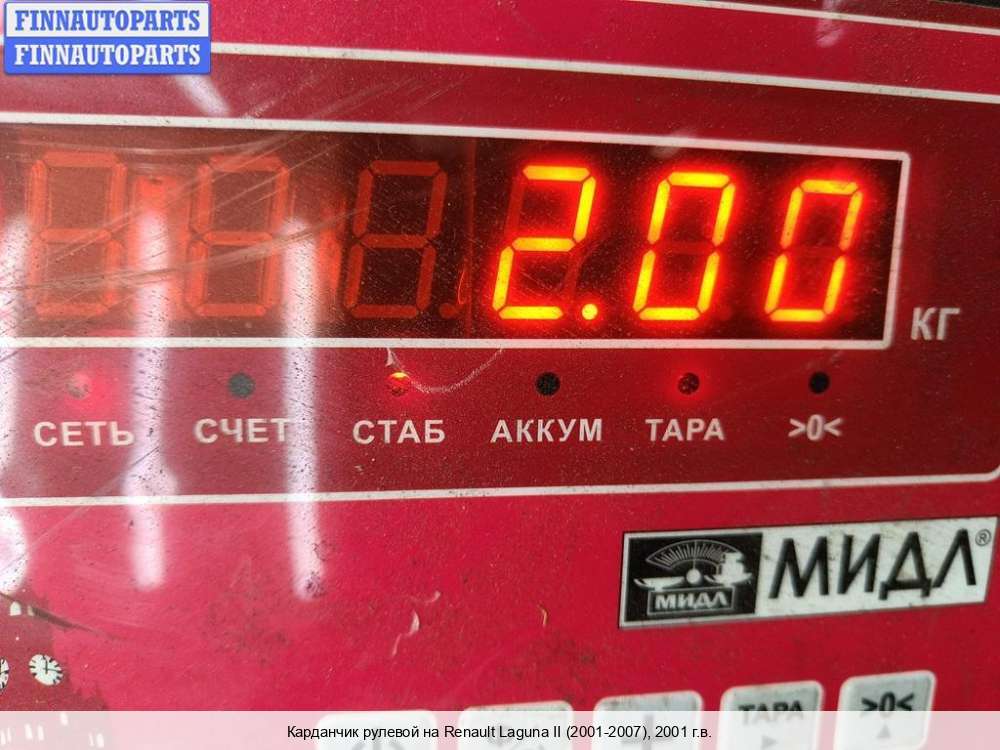 FINNAUTOPARTS
FINNAUTOPARTS
2.00
КГ
СЕТЬ СЧЕТ СТАБ АККУМ ТАРА >0<
МИДЛ МИДЛ®
ТАРА >0<
Карданчик рулевой на Renault Laguna II (2001-2007), 2001 г.в.